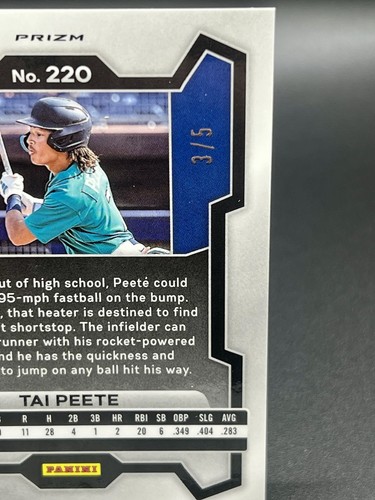 PRIZM
No. 220
3/5
ut of high school, Peete could
95-mph fastball on the bump.
, that heater is destined to find
t shortstop. The infielder can
runner with his rocket-powered
nd he has the quickness and
to jump on any ball hit his way.
TAI PEETE
R H 2B 3B HR RBI SB OBP SLG AVG
11 28 4 1 2 20 6 .349 .404 .283
PANINI